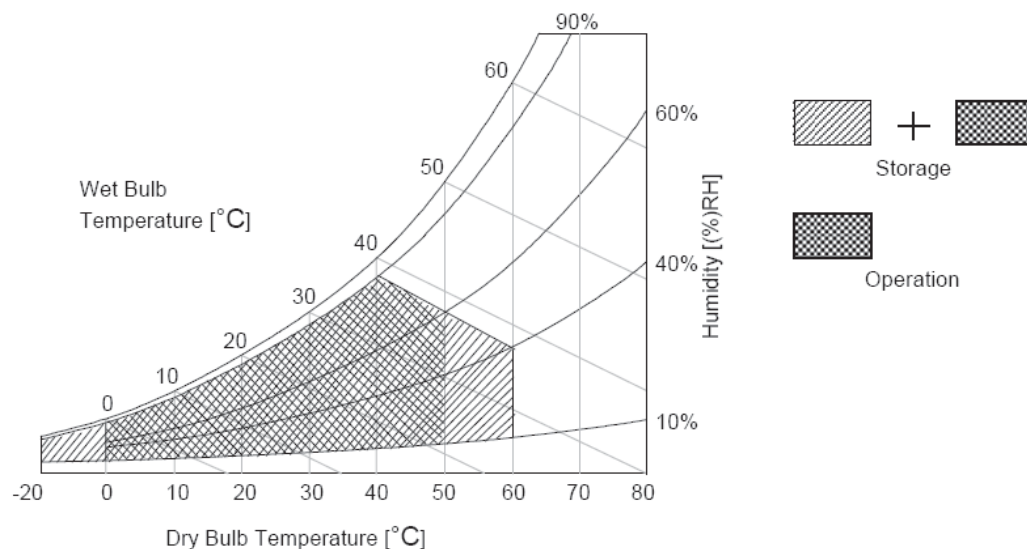 90%
60
60%
50
Wet Bulb
Temperature [°C]
40
40%
30
20
10
0
10%
Humidity [(%)RH]
-20 0 10 20 30 40 50 60 70 80
Dry Bulb Temperature [°C]
+
Storage
Operation